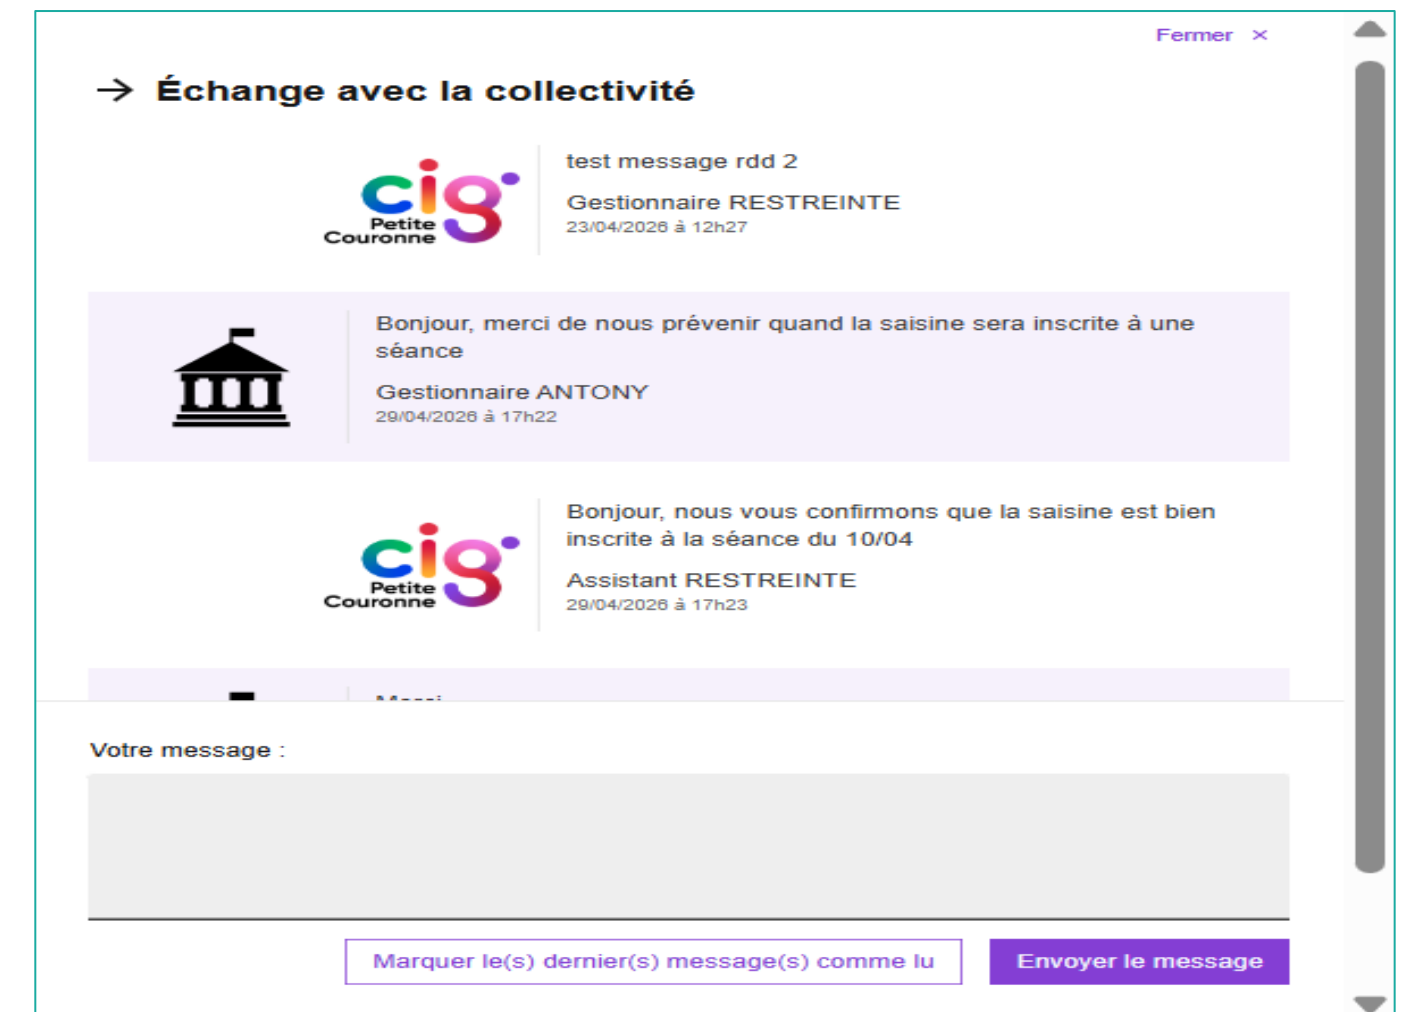 Fermer ×
→ Échange avec la collectivité
test message rdd 2
cig
Petite
Couronne
Gestionnaire RESTREINTE
23/04/2026 à 12h27
Bonjour, merci de nous prévenir quand la saisine sera inscrite à une
séance
Gestionnaire ANTONY
29/04/2026 à 17h22
Bonjour, nous vous confirmons que la saisine est bien
inscrite à la séance du 10/04
cig
Petite
Couronne
Assistant RESTREINTE
29/04/2026 à 17h23
Votre message :
Marquer le(s) dernier(s) message(s) comme lu
Envoyer le message